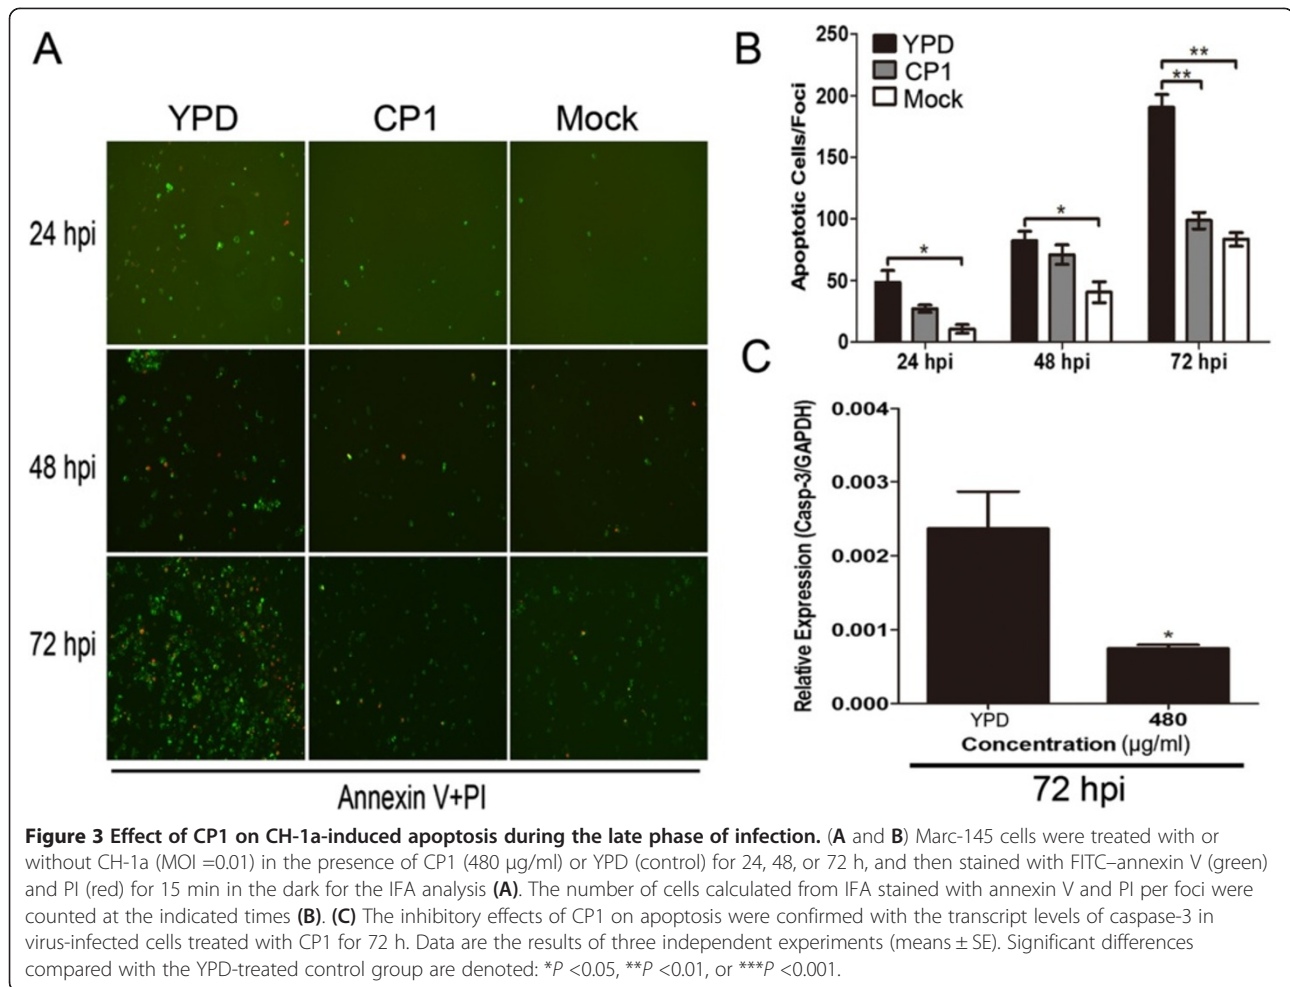 A
YPD CP1 Mock
24 hpi
48 hpi
72 hpi
Annexin V+PI
B
250
200
150
100
50
0
Apoptotic Cells/Foci
YPD
CP1
Mock
*
*
**
**
24 hpi 48 hpi 72 hpi
C
0.004
0.003
0.002
0.001
0.000
Relative Expression (Casp-3/GAPDH)
*
YPD 480
Concentration (µg/ml)
72 hpi
Figure 3 Effect of CP1 on CH-1a-induced apoptosis during the late phase of infection. (A and B) Marc-145 cells were treated with or
without CH-1a (MOI =0.01) in the presence of CP1 (480 µg/ml) or YPD (control) for 24, 48, or 72 h, and then stained with FITC–annexin V (green)
and PI (red) for 15 min in the dark for the IFA analysis (A). The number of cells calculated from IFA stained with annexin V and PI per foci were
counted at the indicated times (B). (C) The inhibitory effects of CP1 on apoptosis were confirmed with the transcript levels of caspase-3 in
virus-infected cells treated with CP1 for 72 h. Data are the results of three independent experiments (means ± SE). Significant differences
compared with the YPD-treated control group are denoted: *P <0.05, **P <0.01, or ***P <0.001.